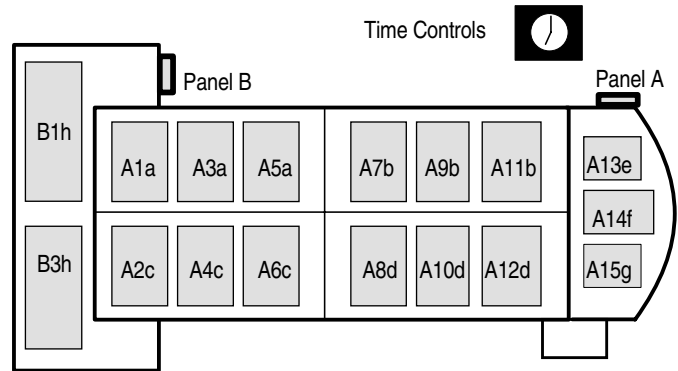 Time Controls
Panel B
Panel A
B1h
A1a A3a A5a A7b A9b A11b
A13e
A14f
B3h
A2c A4c A6c A8d A10d A12d
A15g